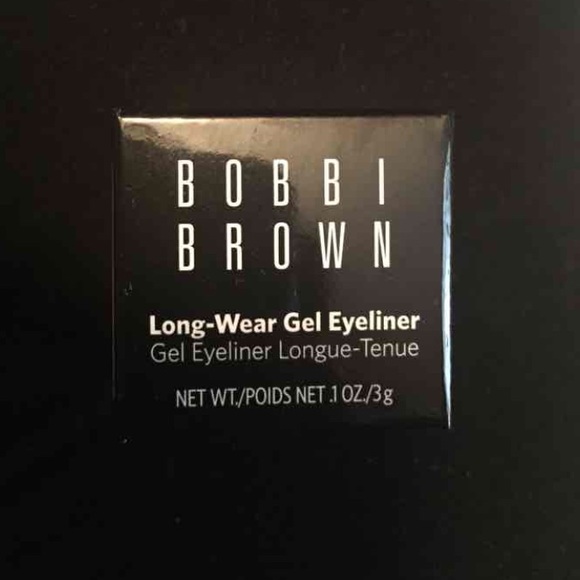 BOBBI
BROWN
Long-Wear Gel Eyeliner
Gel Eyeliner Longue-Tenue
NET WT./POIDS NET .1 OZ./3g